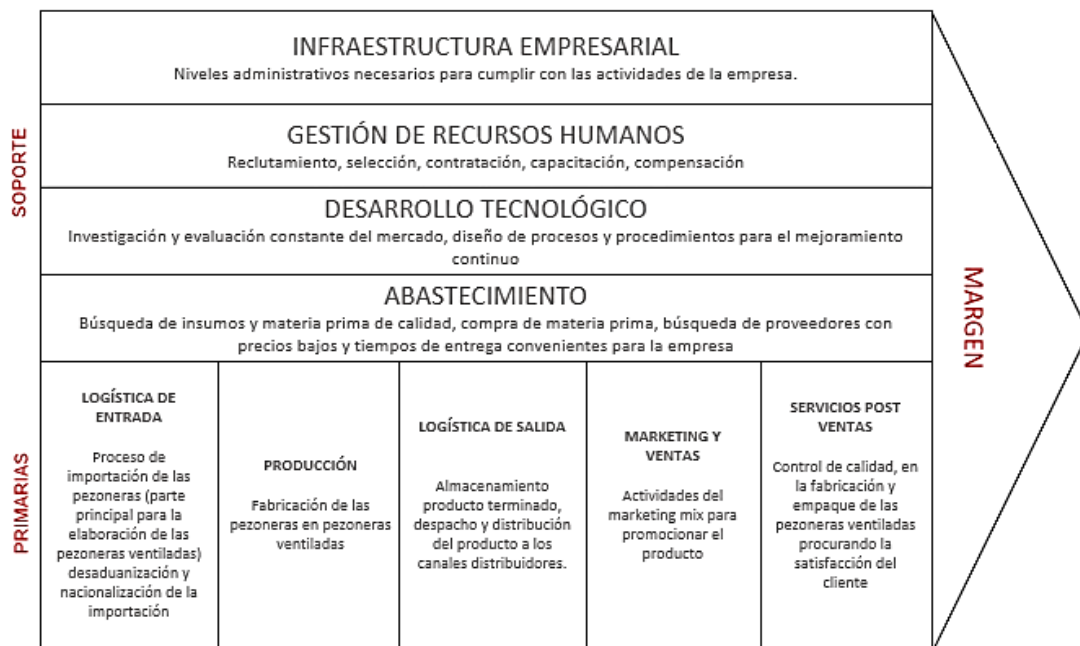 INFRAESTRUCTURA EMPRESARIAL
Niveles administrativos necesarios para cumplir con las actividades de la empresa.
SOPORTE
GESTIÓN DE RECURSOS HUMANOS
Reclutamiento, selección, contratación, capacitación, compensación
DESARROLLO TECNOLÓGICO
Investigación y evaluación constante del mercado, diseño de procesos y procedimientos para el mejoramiento
continuo
ABASTECIMIENTO
Búsqueda de insumos y materia prima de calidad, compra de materia prima, búsqueda de proveedores con
precios bajos y tiempos de entrega convenientes para la empresa
MARGEN
PRIMARIAS
LOGÍSTICA DE
ENTRADA
Proceso de
importación de las
pezoneras (parte
principal para la
elaboración de las
pezoneras ventiladas)
desaduanización y
nacionalización de la
importación
PRODUCCIÓN
Fabricación de las
pezoneras en pezoneras
ventiladas
LOGÍSTICA DE SALIDA
Almacenamiento
producto terminado,
despacho y distribución
del producto a los
canales distribuidores.
MARKETING Y
VENTAS
Actividades del
marketing mix para
promocionar el
producto
SERVICIOS POST
VENTAS
Control de calidad, en
la fabricación y
empaque de las
pezoneras ventiladas
procurando la
satisfacción del
cliente